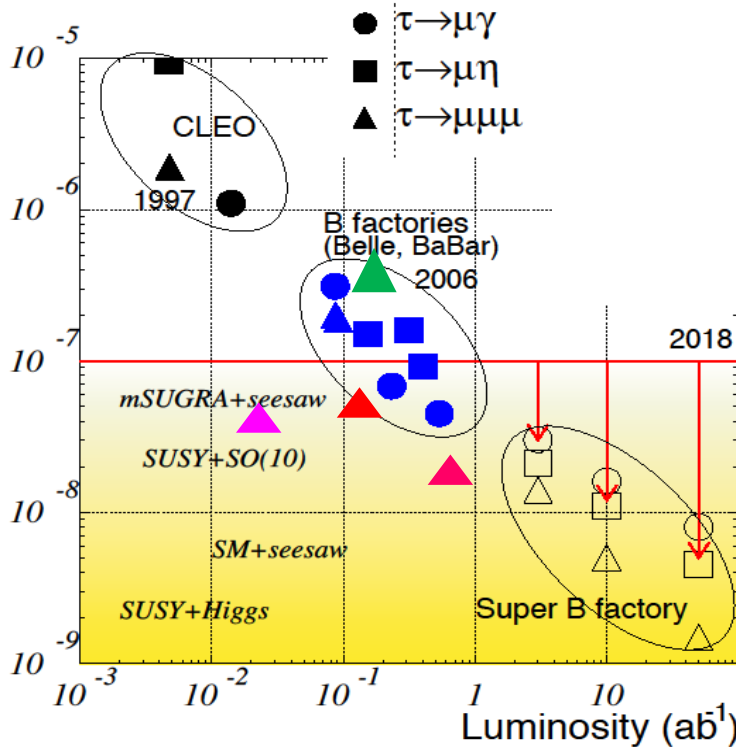 τ→μγ
τ→μη
τ→μμμ
10 -5
CLEO
1997
10 -6
B factories
(Belle, BaBar)
2006
10 -7
2018
mSUGRA+seesaw
SUSY+SO(10)
10 -8
SM+seesaw
SUSY+Higgs
Super B factory
10 -9
10 -3
10 -2
10 -1
1
10
Luminosity (ab-1)